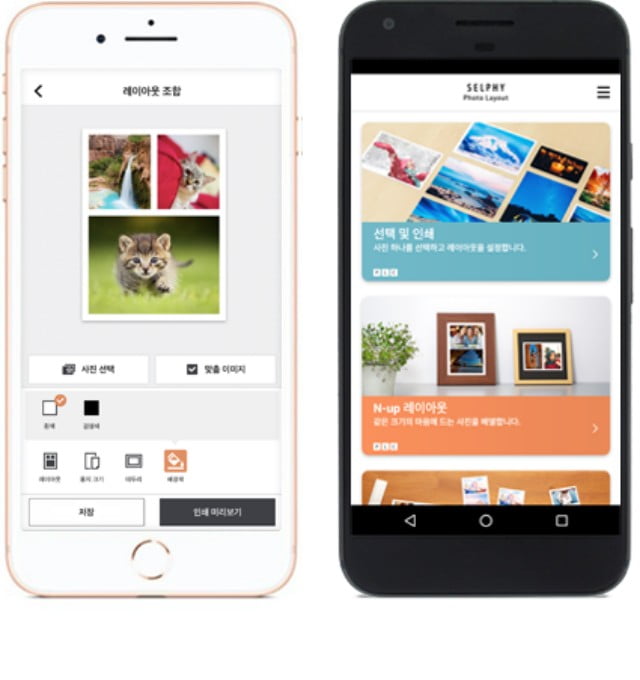 레이아웃 조합
사진 선택
맞춤 이미지
흰색
검정색
레이아웃
용지 크기
테두리
배경색
저장
인쇄 미리보기
SELPHY
Photo Layout
선택 및 인쇄
사진 하나를 선택하고 레이아웃을 설정합니다.
P L C
N-up 레이아웃
같은 크기의 마음에 드는 사진을 배열합니다.
P L C